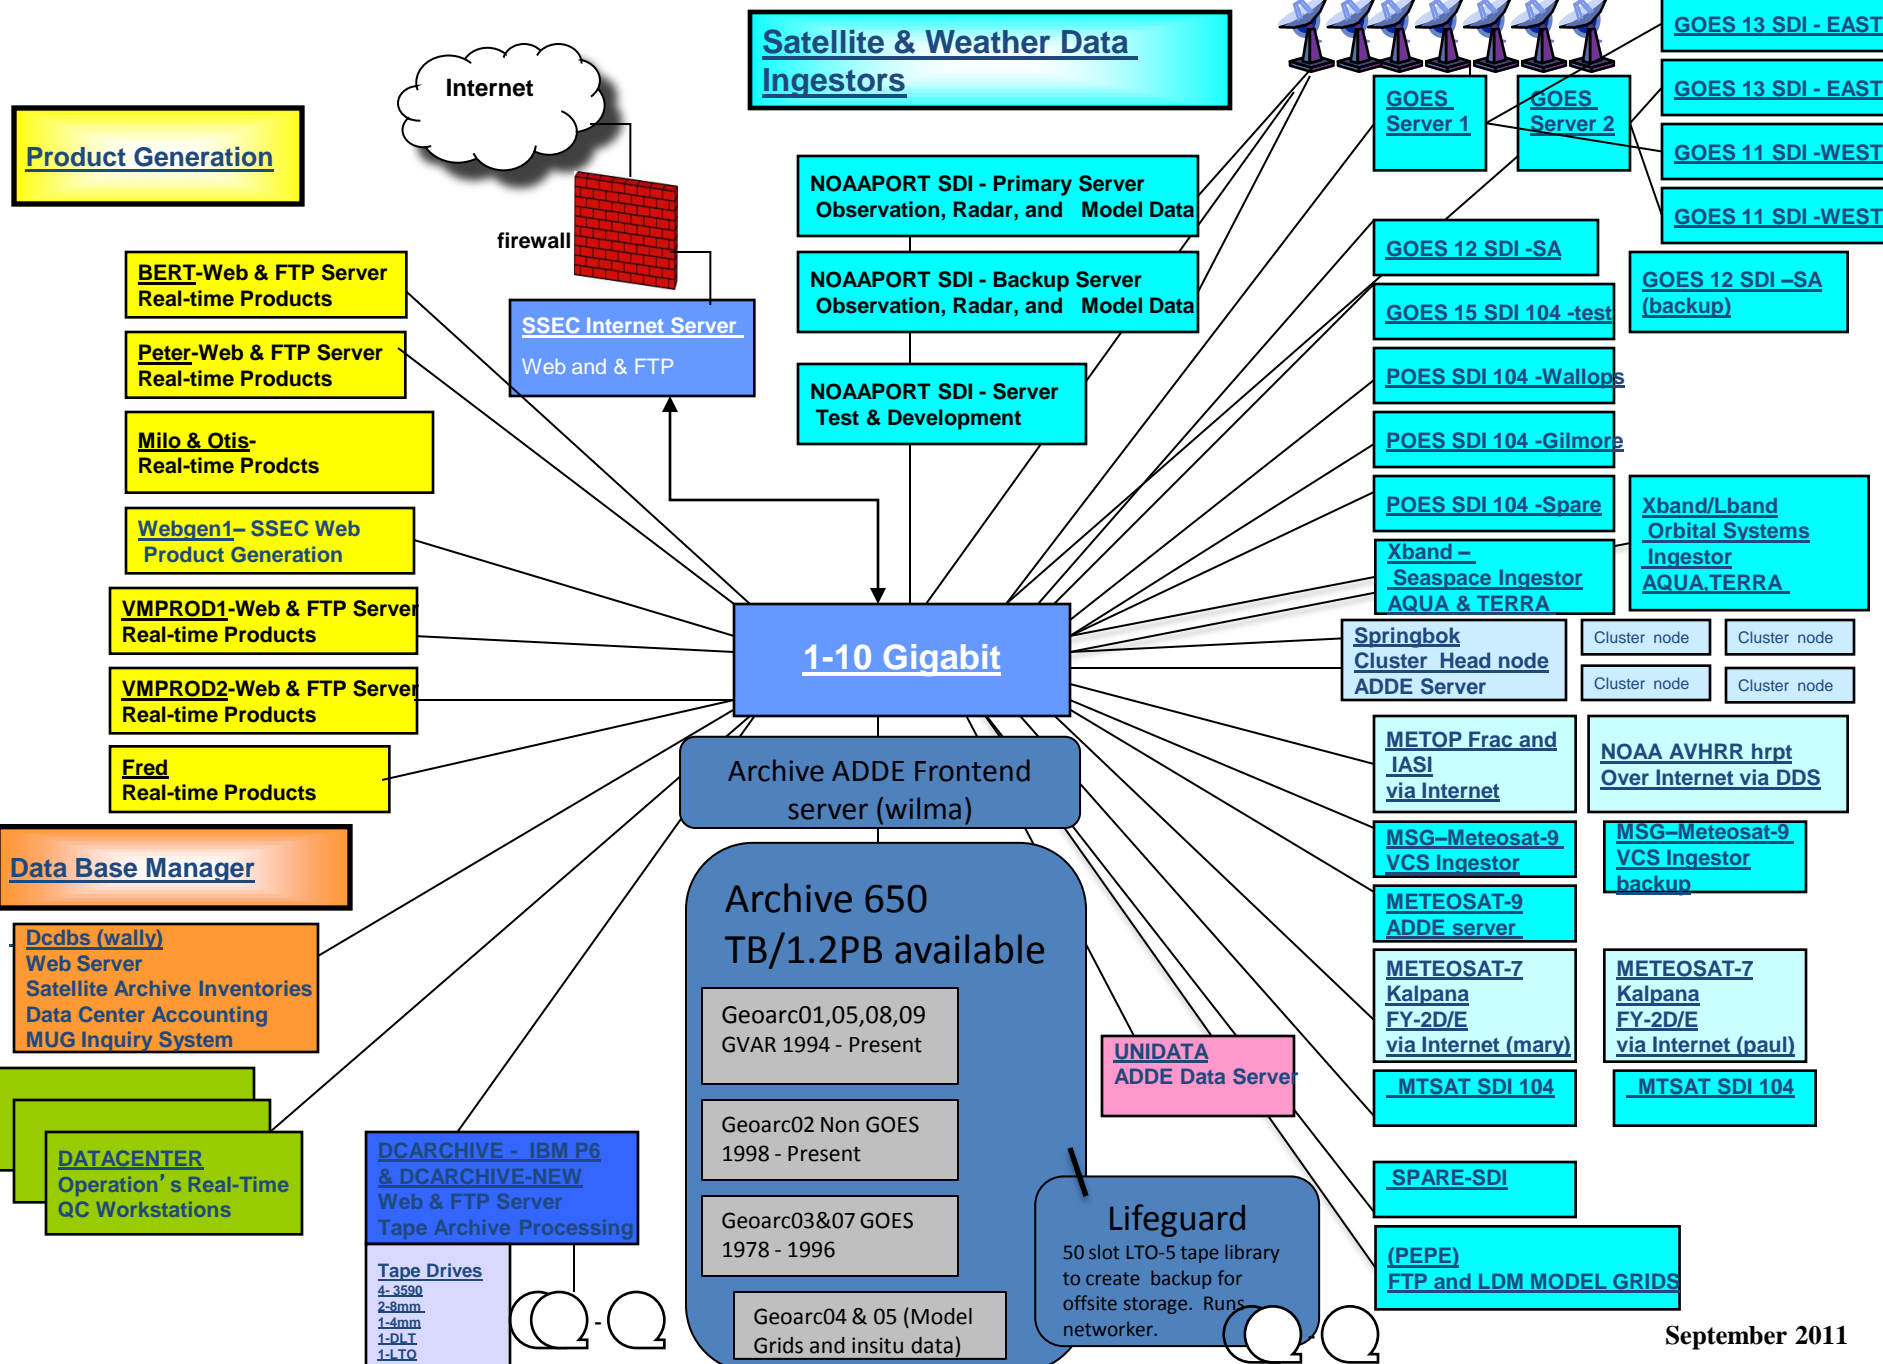 Satellite & Weather Data
Ingestors
Internet
Product Generation
firewall
SSEC Internet Server
Web and & FTP
BERT-Web & FTP Server
Real-time Products
Peter-Web & FTP Server
Real-time Products
Milo & Otis-
Real-time Prodcts
Webgen1– SSEC Web
Product Generation
VMPROD1-Web & FTP Server
Real-time Products
VMPROD2-Web & FTP Server
Real-time Products
Fred
Real-time Products
NOAAPORT SDI - Primary Server
Observation, Radar, and Model Data
NOAAPORT SDI - Backup Server
Observation, Radar, and Model Data
NOAAPORT SDI - Server
Test & Development
GOES
Server 1
GOES
Server 2
GOES 13 SDI - EAST
GOES 13 SDI - EAST
GOES 11 SDI -WEST
GOES 11 SDI -WEST
GOES 12 SDI -SA
GOES 12 SDI –SA
(backup)
GOES 15 SDI 104 -test
POES SDI 104 -Wallops
POES SDI 104 -Gilmore
POES SDI 104 -Spare
Xband –
Seaspace Ingestor
AQUA & TERRA
Xband/Lband
Orbital Systems
Ingestor
AQUA,TERRA
1-10 Gigabit
Springbok
Cluster Head node
ADDE Server
Cluster node
Cluster node
Cluster node
Cluster node
METOP Frac and
IASI
via Internet
NOAA AVHRR hrpt
Over Internet via DDS
MSG–Meteosat-9
VCS Ingestor
MSG–Meteosat-9
VCS Ingestor
backup
METEOSAT-9
ADDE server
METEOSAT-7
Kalpana
FY-2D/E
via Internet (mary)
METEOSAT-7
Kalpana
FY-2D/E
via Internet (paul)
MTSAT SDI 104
MTSAT SDI 104
SPARE-SDI
(PEPE)
FTP and LDM MODEL GRIDS
Archive ADDE Frontend
server (wilma)
Archive 650
TB/1.2PB available
Geoarc01,05,08,09
GVAR 1994 - Present
Geoarc02 Non GOES
1998 - Present
Geoarc03&07 GOES
1978 - 1996
Geoarc04 & 05 (Model
Grids and insitu data)
UNIDATA
ADDE Data Server
Lifeguard
50 slot LTO-5 tape library
to create backup for
offsite storage. Runs
networker.
Data Base Manager
Dcdbs (wally)
Web Server
Satellite Archive Inventories
Data Center Accounting
MUG Inquiry System
DATACENTER
Operation's Real-Time
QC Workstations
DCARCHIVE - IBM P6
& DCARCHIVE-NEW
Web & FTP Server
Tape Archive Processing
Tape Drives
4- 3590
2-8mm
1-4mm
1-DLT
1-LTO
-
-
September 2011